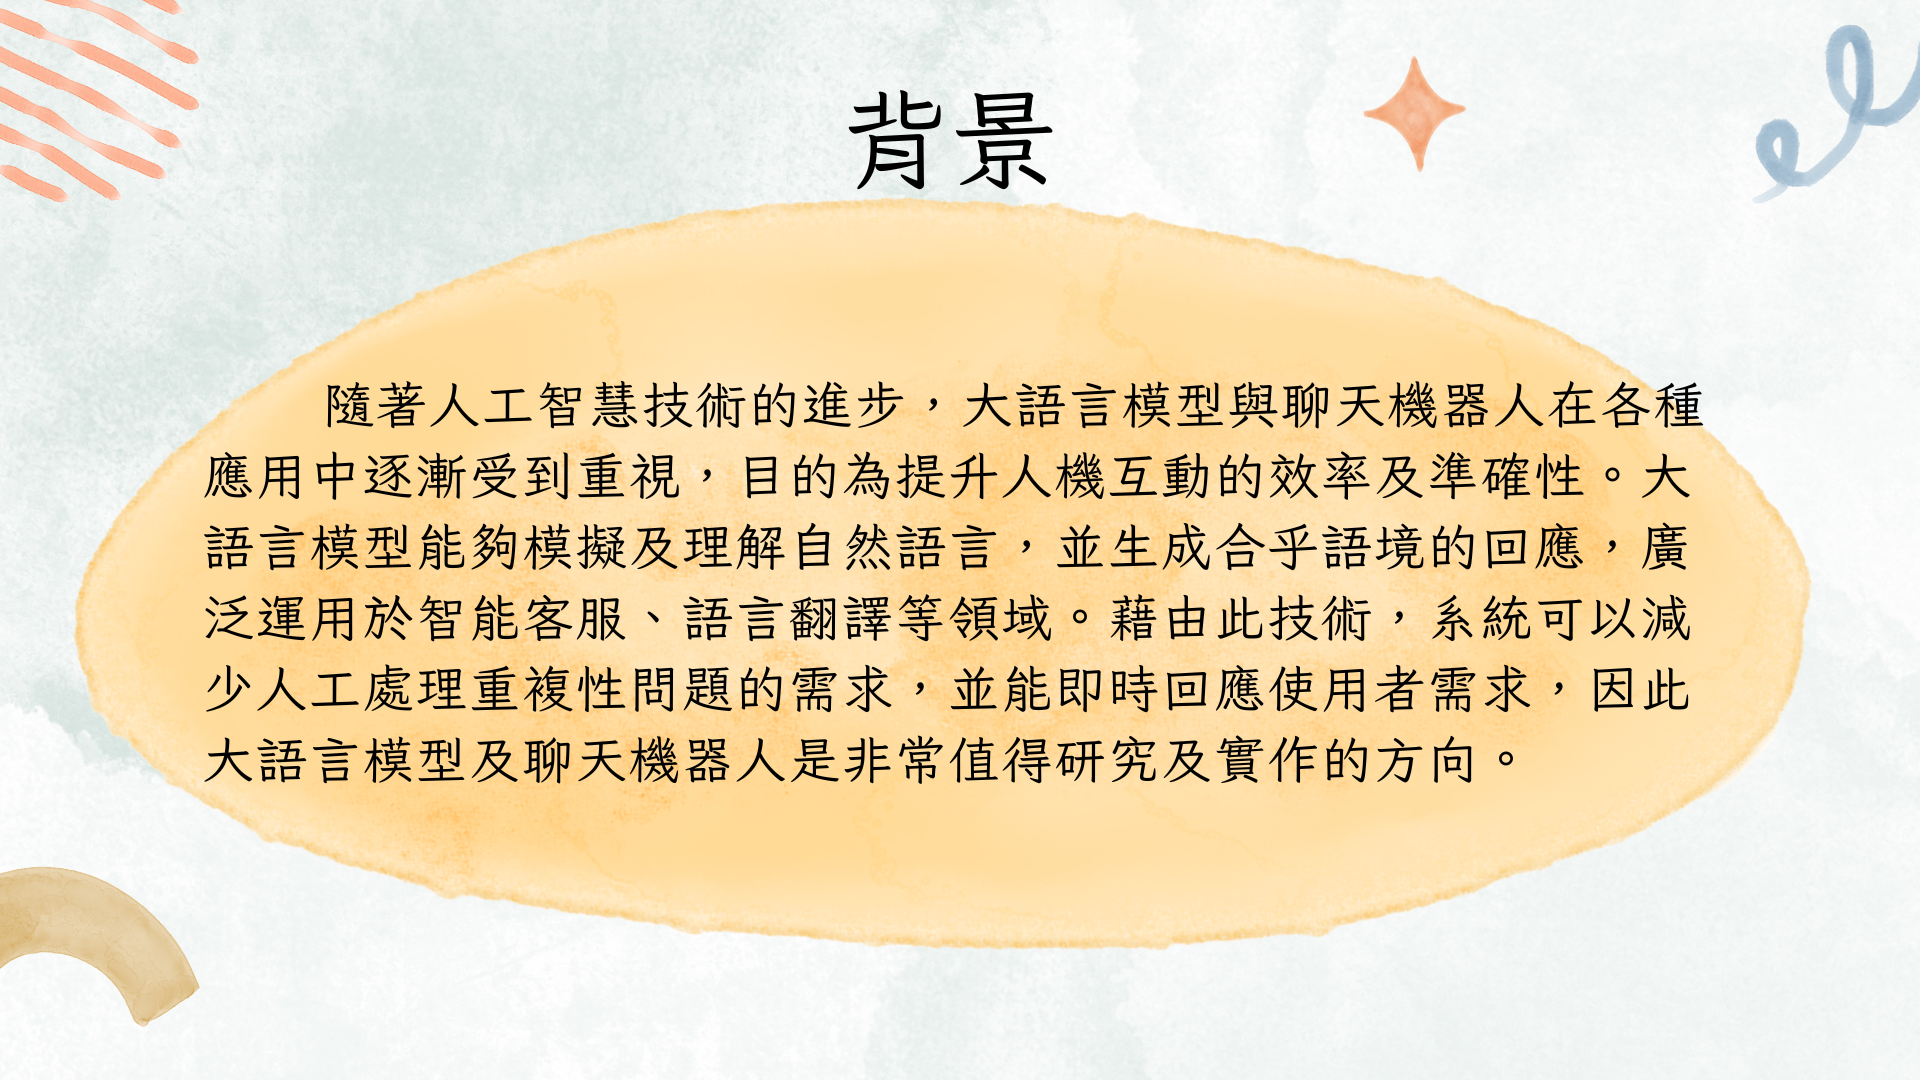 背景
隨著人工智慧技術的進步，大語言模型與聊天機器人在各種
應用中逐漸受到重視，目的為提升人機互動的效率及準確性。大
語言模型能夠模擬及理解自然語言，並生成合乎語境的回應，廣
泛運用於智能客服、語言翻譯等領域。藉由此技術，系統可以減
少人工處理重複性問題的需求，並能即時回應使用者需求，因此
大語言模型及聊天機器人是非常值得研究及實作的方向。